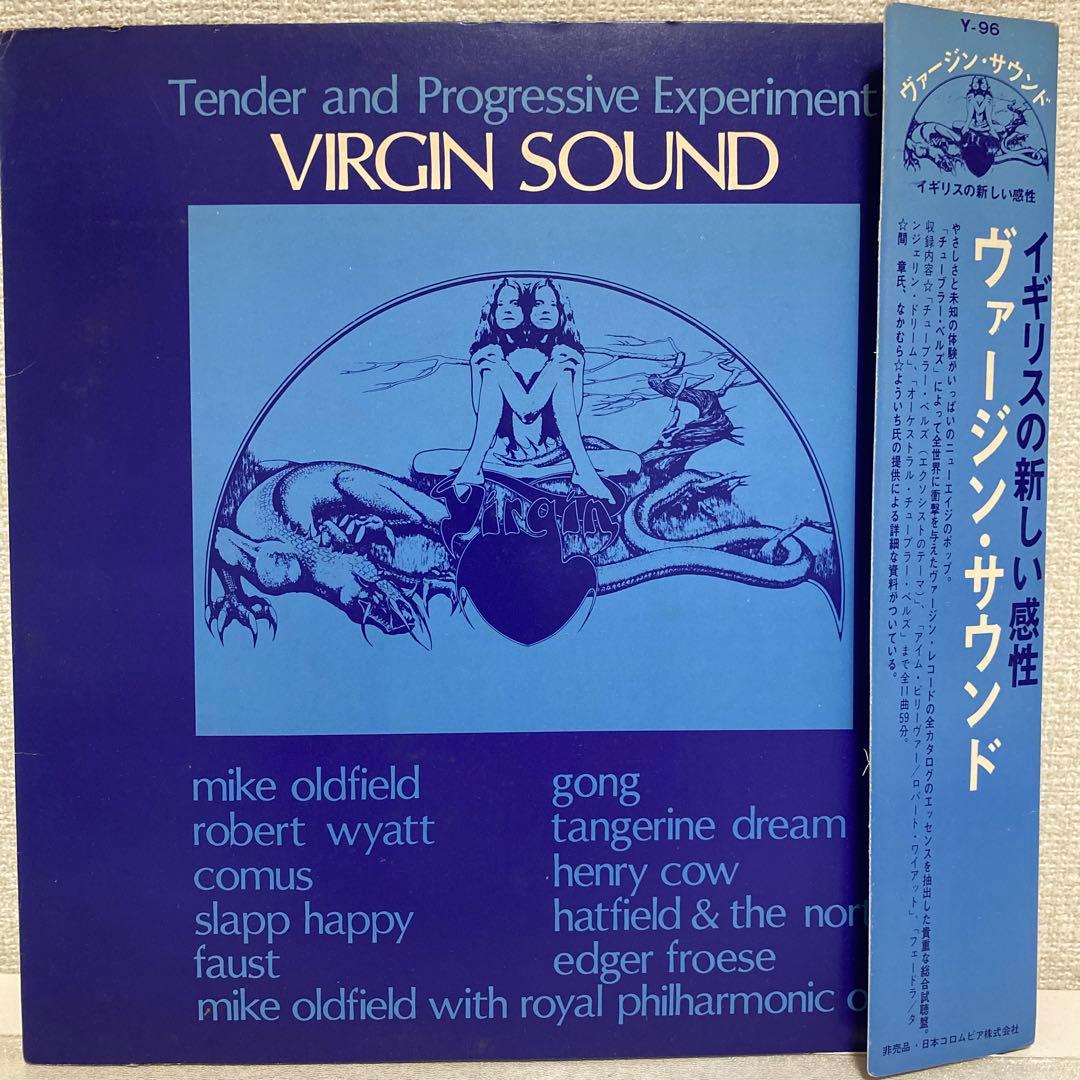 Tender and Progressive Experiment
VIRGIN SOUND
Virgin
mike oldfield
robert wyatt
comus
slapp happy
faust
gong
tangerine dream
henry cow
hatfield & the nort
edger froese
mike oldfield with royal philharmonic o
Y-96
ヴァージン・サウンド
イギリスの新しい感性
イギリスの新しい感性
ヴァージン・サウンド
やさしさと未知の体験がいっぱいのニューエイジのポップ。
「チューブラー・ベルズ」によって全世界に衝撃を与えたヴァージン・レコードの全カタログのエッセンスを抽出した貴重な総合試聴盤。
収録内容☆「チューブラー・ベルズ(エクソシストのテーマ)」、「アイム・ビリーヴァー/ロバート・ワイアット」、「フェードラ/タ
ンジェリン・ドリーム」、「オーケストラル・チューブラー・ベルズ」まで全11曲59分。
☆間 章氏、なかむら☆よういち氏の提供による詳細な資料がついている。
非売品・日本コロムビア株式会社